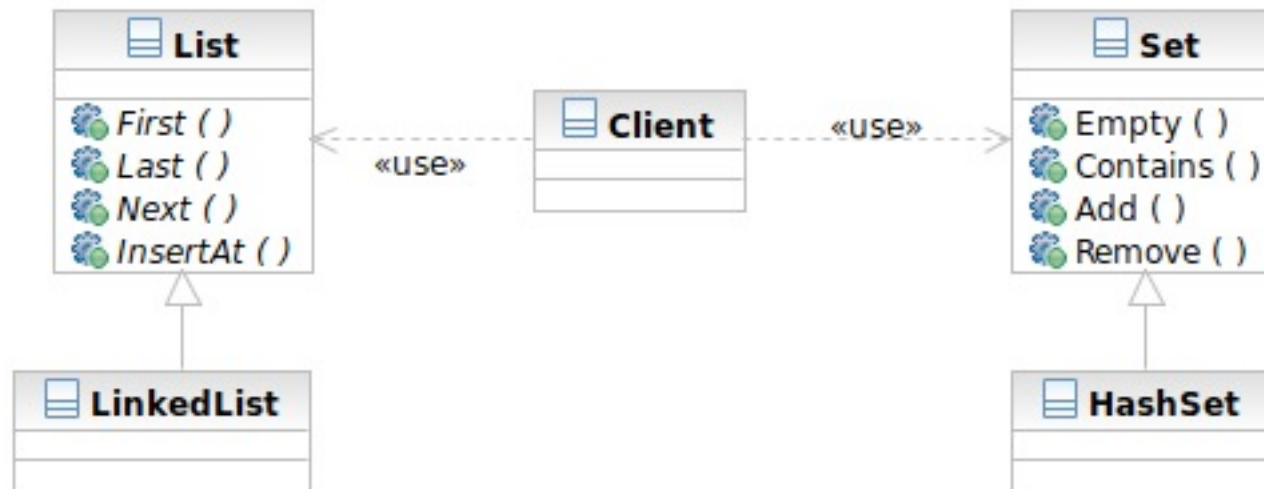 List
First ( )
Last ( )
Next ( )
InsertAt ( )
«use»
Client
«use»
Set
Empty ( )
Contains ( )
Add ( )
Remove ( )
LinkedList
HashSet